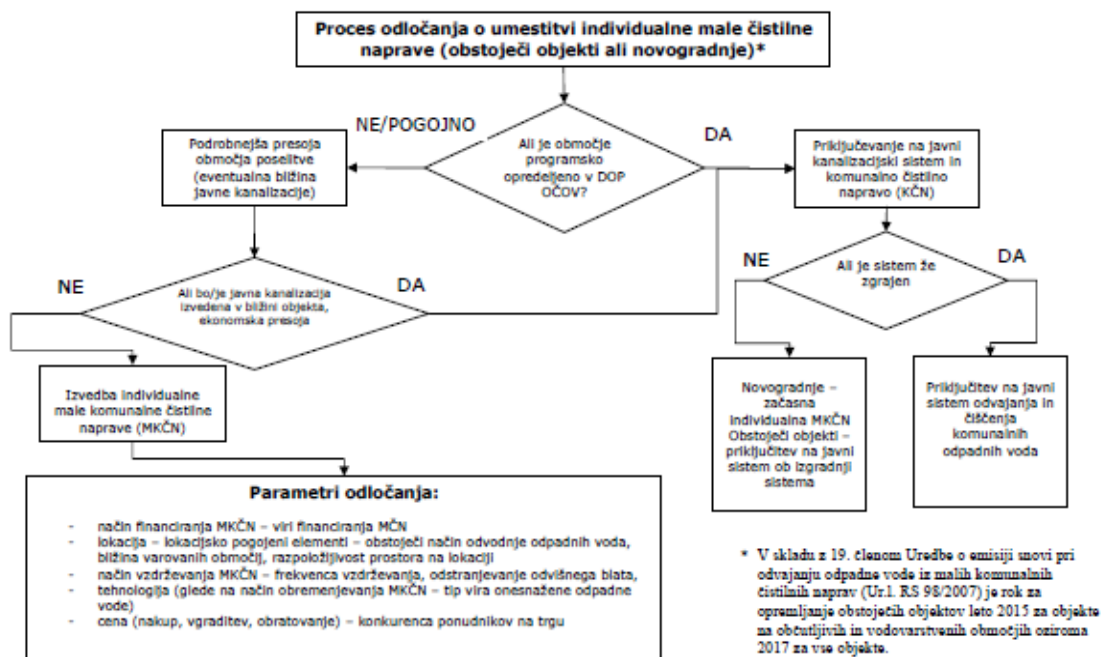 Proces odločanja o umestitvi individualne male čistilne
naprave (obstoječi objekti ali novogradnje)*
NE/POGOJNO
DA
Ali je območje
programsko
opredeljeno v DOP
OČOV?
Podrobnejša presoja
območja poselitve
(eventualna bližina
javne kanalizacije)
Priključevanje na javni
kanalizacijski sistem in
komunalno čistilno
napravo (KČN)
NE
DA
Ali bo/je javna kanalizacija
izvedena v bližini objekta,
ekonomska presoja
NE
DA
Ali je sistem že
zgrajen
Izvedba individualne
male komunalne čistilne
naprave (MKČN)
Novogradnje –
začasna
individualna MKČN
Obstoječi objekti –
priključitev na javni
sistem ob izgradnji
sistema
Priključitev na javni
sistem odvajanja in
čiščenja
komunalnih
odpadnih voda
Parametri odločanja:
- način financiranja MKČN – viri financiranja MČN
- lokacija – lokacijsko pogojeni elementi – obstoječi način odvodnje odpadnih voda,
bližina varovanih območij, razpoložljivost prostora na lokaciji
- način vzdrževanja MKČN – frekvenca vzdrževanja, odstranjevanje odvišnega blata,
- tehnologija (glede na način obremenjevanja MKČN – tip vira onesnažene odpadne
vode)
- cena (nakup, vgraditev, obratovanje) – konkurenca ponudnikov na trgu
* V skladu z 19. členom Uredbe o emisiji snovi pri
odvajanju odpadne vode iz malih komunalnih
čistilnih naprav (Ur.l. RS 98/2007) je rok za
opremljanje obstoječih objektov leto 2015 za objekte
na občutljivih in vodovarstvenih območjih oziroma
2017 za vse objekte.